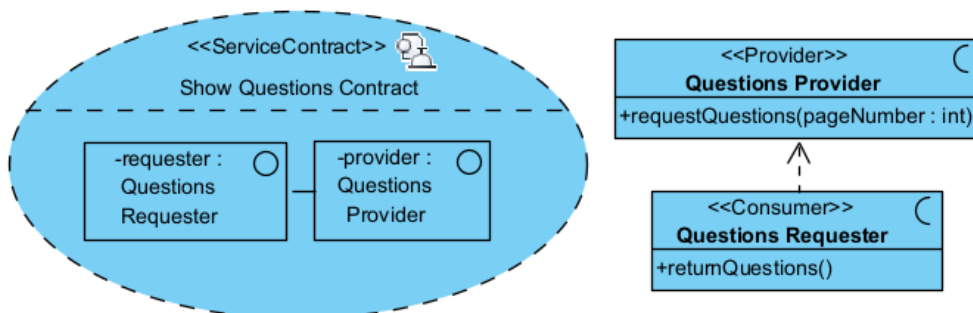 <<ServiceContract>>
Show Questions Contract
-requester :
Questions
Requester
-provider :
Questions
Provider
<<Provider>>
Questions Provider
+requestQuestions(pageNumber : int)
<<Consumer>>
Questions Requester
+returnQuestions()